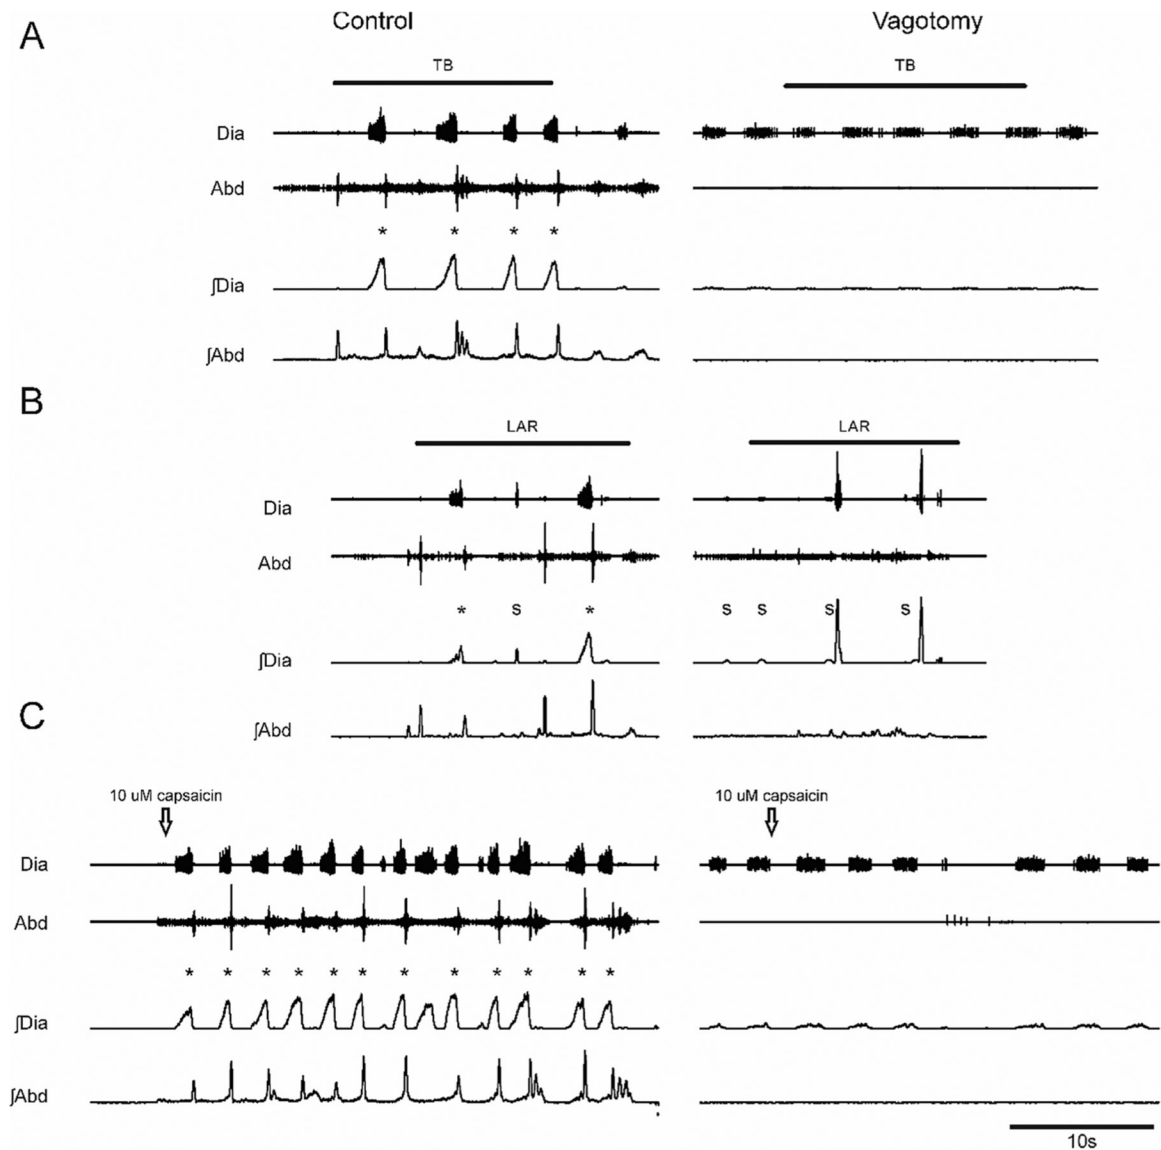 A
Control
Vagotomy
TB
TB
Dia
Abd
* * * *
∫Dia
∫Abd
B
LAR
LAR
Dia
Abd
* s * s s s s
∫Dia
∫Abd
C
10 uM capsaicin
10 uM capsaicin
Dia
Abd
* * * * * * * * * * * *
∫Dia
∫Abd
10s